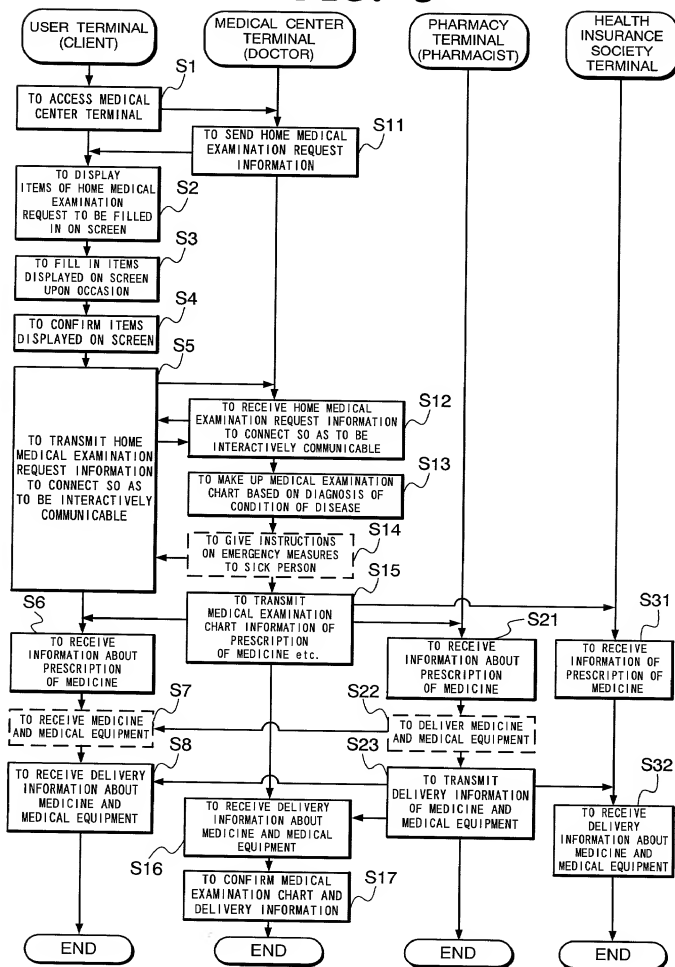 USER TERMINAL
(CLIENT)
MEDICAL CENTER
TERMINAL
(DOCTOR)
PHARMACY
TERMINAL
(PHARMACIST)
HEALTH
INSURANCE
SOCIETY
TERMINAL
S1
TO ACCESS MEDICAL
CENTER TERMINAL
S11
TO SEND HOME MEDICAL
EXAMINATION REQUEST
INFORMATION
S2
TO DISPLAY
ITEMS OF HOME MEDICAL
EXAMINATION
REQUEST TO BE FILLED
IN ON SCREEN
S3
TO FILL IN ITEMS
DISPLAYED ON SCREEN
UPON OCCASION
S4
TO CONFIRM ITEMS
DISPLAYED ON SCREEN
S5
TO TRANSMIT HOME
MEDICAL EXAMINATION
REQUEST INFORMATION
TO CONNECT SO AS
TO BE INTERACTIVELY
COMMUNICABLE
S12
TO RECEIVE HOME MEDICAL
EXAMINATION REQUEST INFORMATION
TO CONNECT SO AS TO BE
INTERACTIVELY COMMUNICABLE
S13
TO MAKE UP MEDICAL EXAMINATION
CHART BASED ON DIAGNOSIS OF
CONDITION OF DISEASE
S14
TO GIVE INSTRUCTIONS
ON EMERGENCY MEASURES
TO SICK PERSON
S15
TO TRANSMIT
MEDICAL EXAMINATION
CHART INFORMATION OF
PRESCRIPTION
OF MEDICINE etc.
S6
TO RECEIVE
INFORMATION ABOUT
PRESCRIPTION
OF MEDICINE
S21
TO RECEIVE
INFORMATION ABOUT
PRESCRIPTION
OF MEDICINE
S31
TO RECEIVE
INFORMATION OF
PRESCRIPTION OF
MEDICINE
S7
TO RECEIVE MEDICINE
AND MEDICAL EQUIPMENT
S22
TO DELIVER MEDICINE
AND MEDICAL EQUIPMENT
S8
TO RECEIVE DELIVERY
INFORMATION ABOUT
MEDICINE AND
MEDICAL EQUIPMENT
S23
TO TRANSMIT
DELIVERY INFORMATION
OF MEDICINE AND
MEDICAL EQUIPMENT
S32
TO RECEIVE
DELIVERY
INFORMATION ABOUT
MEDICINE AND
MEDICAL EQUIPMENT
S16
TO RECEIVE DELIVERY
INFORMATION ABOUT
MEDICINE AND MEDICAL
EQUIPMENT
S17
TO CONFIRM MEDICAL
EXAMINATION CHART AND
DELIVERY INFORMATION
END
END
END
END